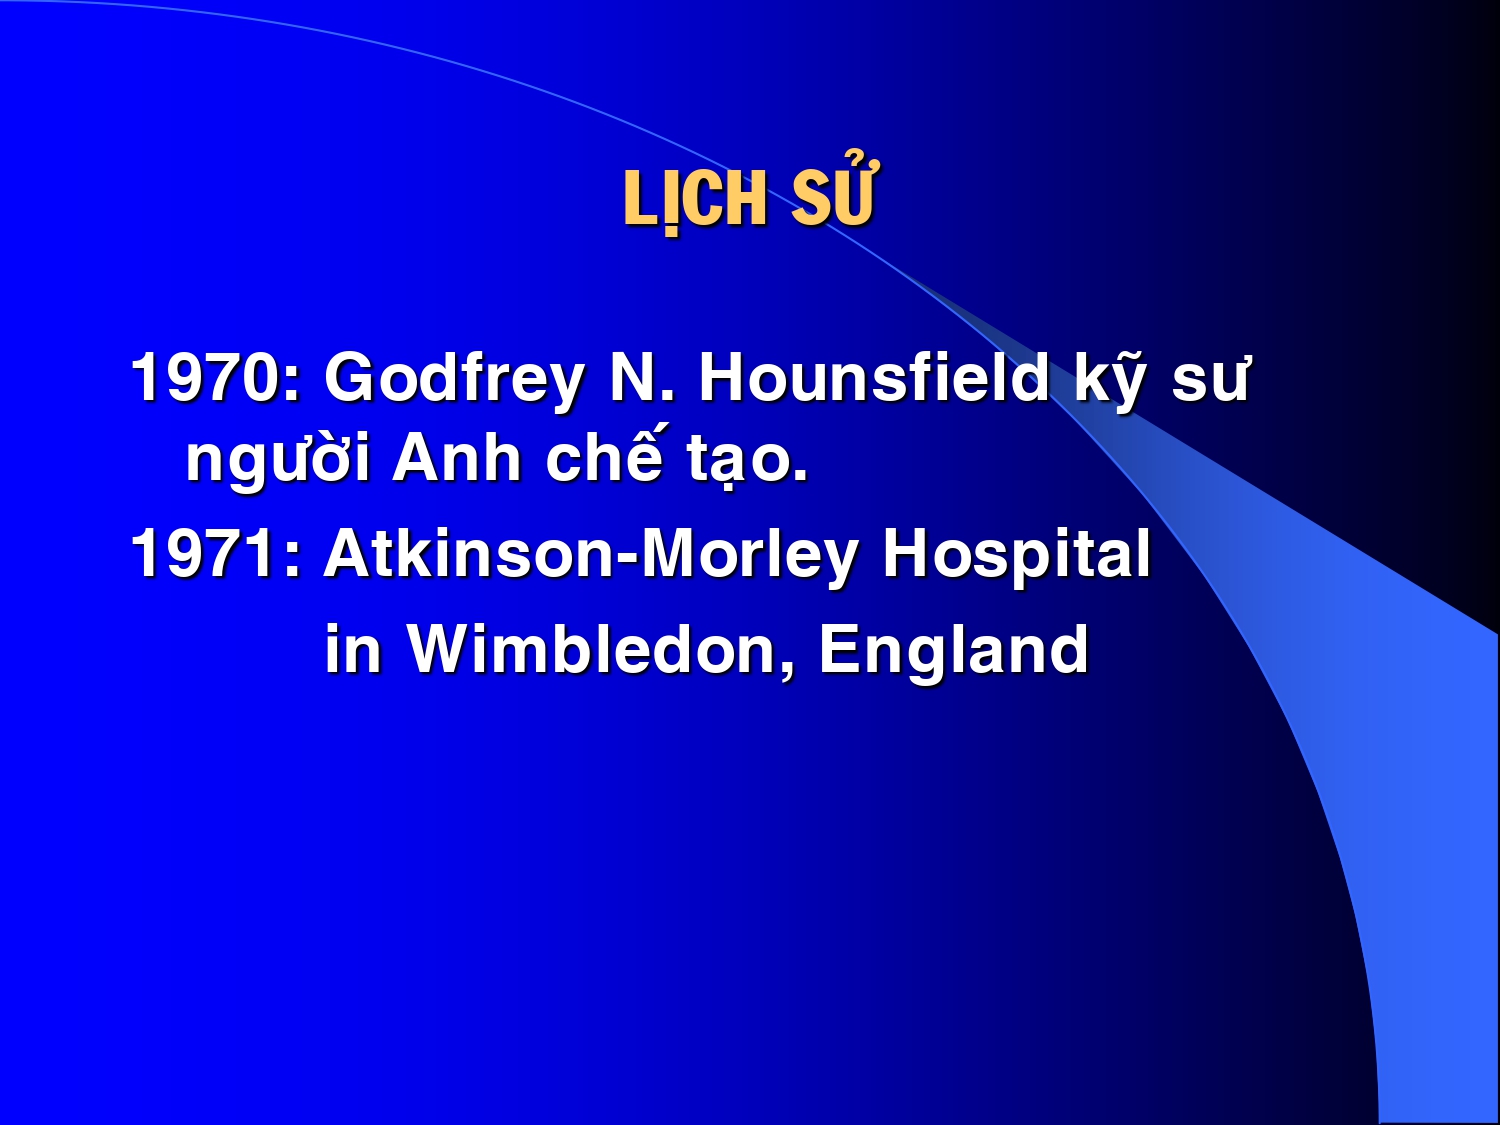 LỊCH SỬ
1970: Godfrey N. Hounsfield kỹ sư
người Anh chế tạo.
1971: Atkinson-Morley Hospital
in Wimbledon, England